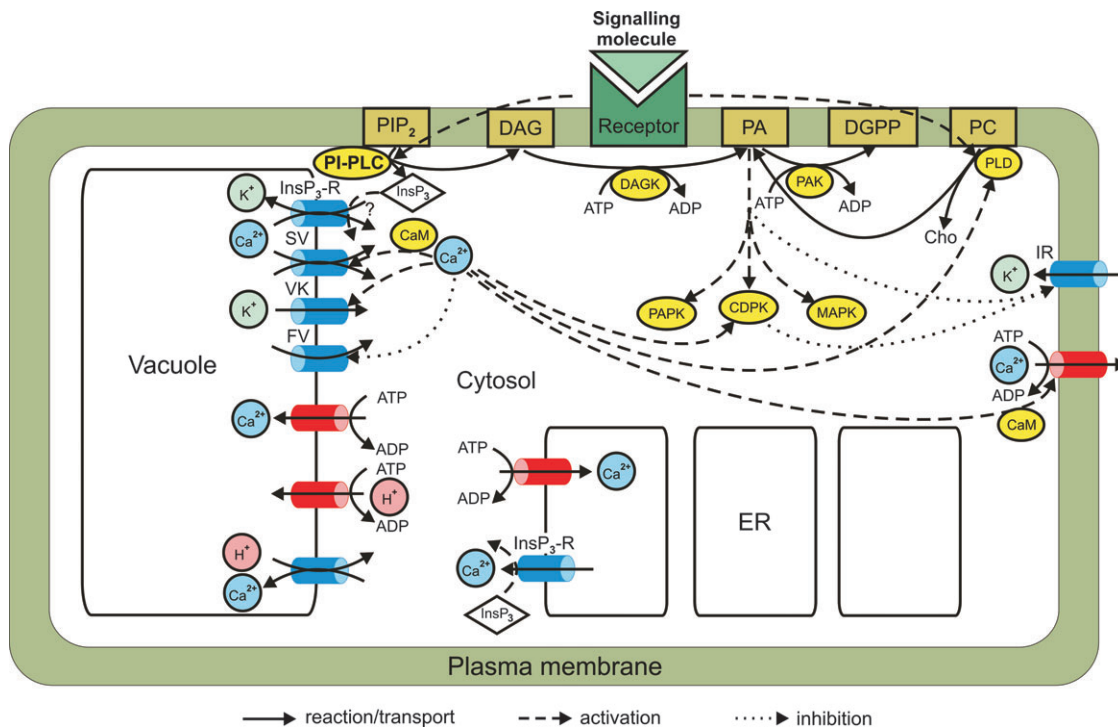 Signalling
molecule
PIP₂
DAG
Receptor
PA
DGPP
PC
PI-PLC
InsP₃
DAGK
ATP
ADP
PAK
ATP
ADP
PLD
Cho
K⁺
InsP₃-R
?
Ca²⁺
SV
CaM
Ca²⁺
VK
K⁺
FV
Vacuole
Cytosol
PAPK
CDPK
MAPK
IR
K⁺
ATP
Ca²⁺
ADP
CaM
Ca²⁺
ATP
ADP
ATP
H⁺
ADP
H⁺
Ca²⁺
ATP
ADP
Ca²⁺
InsP₃-R
Ca²⁺
InsP₃
ER
Plasma membrane
reaction/transport
activation
inhibition